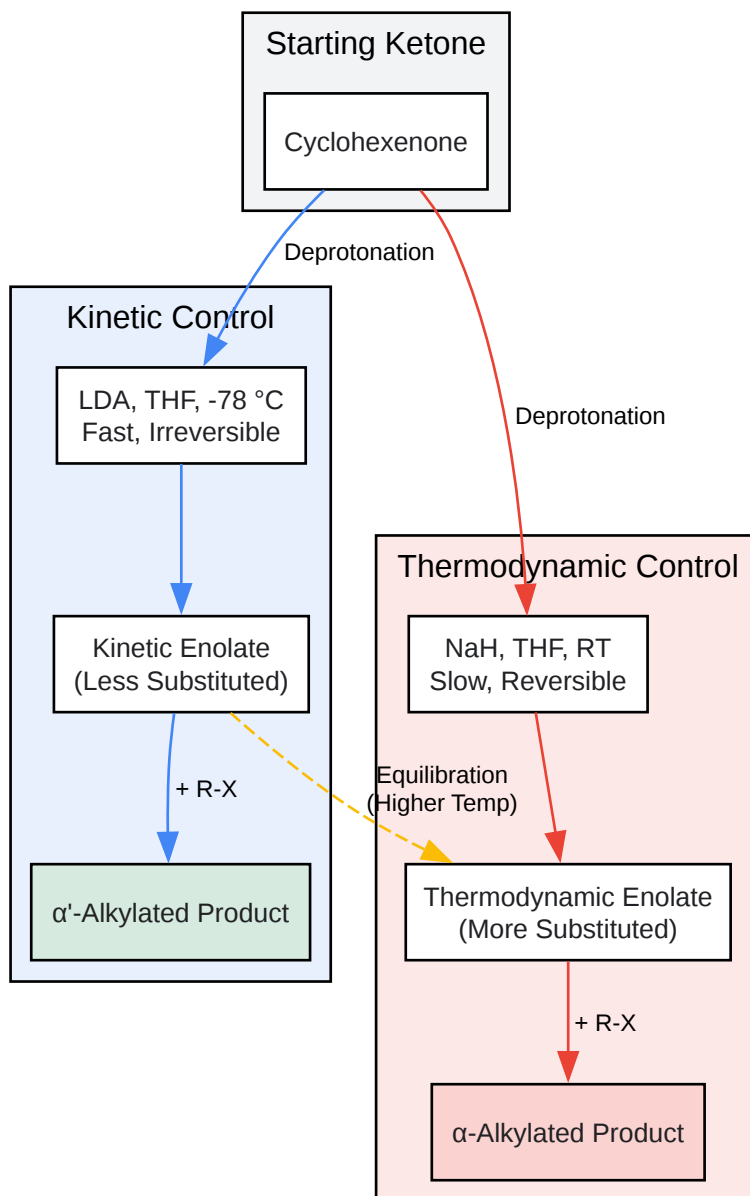 Starting Ketone
Cyclohexenone
Deprotonation
Kinetic Control
LDA, THF, -78 °C
Fast, Irreversible
Deprotonation
Thermodynamic Control
Kinetic Enolate
(Less Substituted)
NaH, THF, RT
Slow, Reversible
+ R-X
Equilibration
(Higher Temp)
α'-Alkylated Product
Thermodynamic Enolate
(More Substituted)
+ R-X
α-Alkylated Product